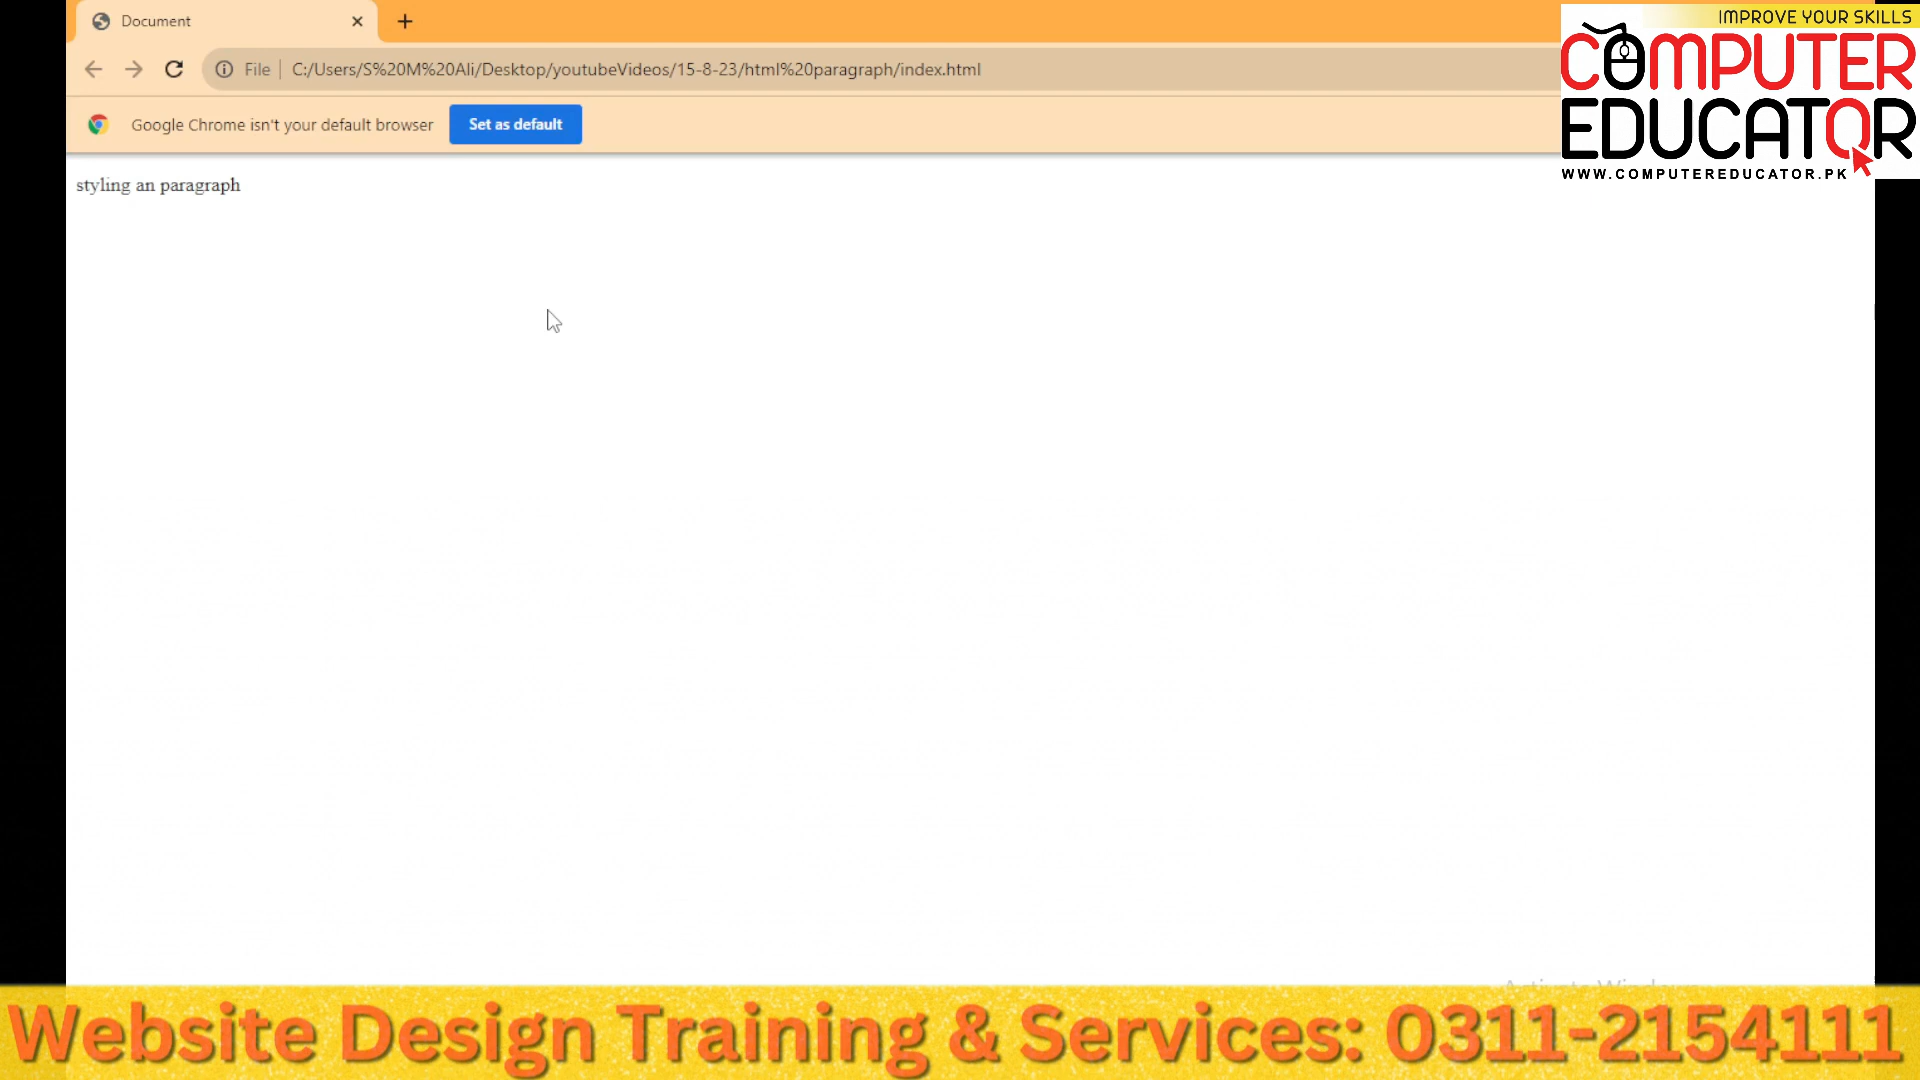 Document
IMPROVE YOUR SKILLS
COMPUTER
EDUCATOR
WWW.COMPUTEREDUCATOR.PK
File
C:/Users/S%20M%20Ali/Desktop/youtubeVideos/15-8-23/html%20paragraph/index.html
Google Chrome isn't your default browser
Set as default
styling an paragraph
Website Design Training & Services: 0311-2154111